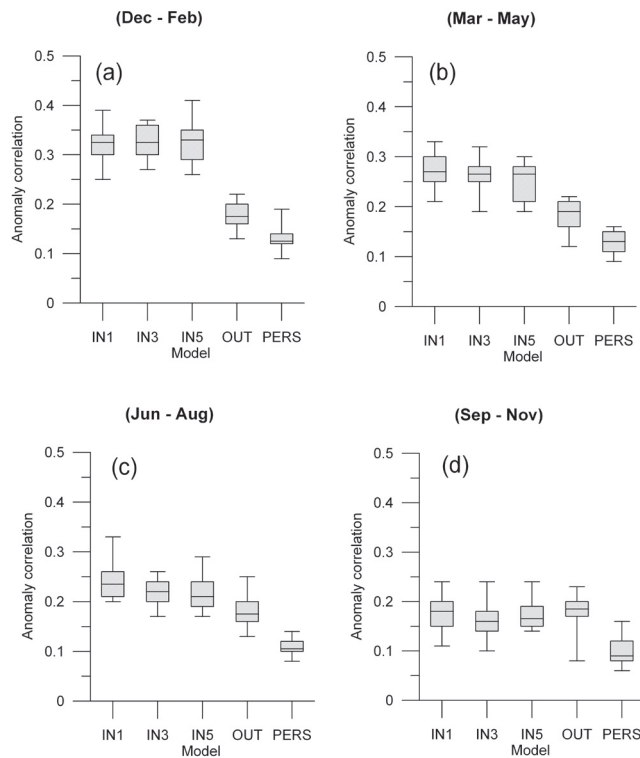 (Dec - Feb)
(a)
Anomaly correlation
0.5
0.4
0.3
0.2
0.1
0
IN1 IN3 IN5 OUT PERS
Model
(Mar - May)
(b)
Anomaly correlation
0.5
0.4
0.3
0.2
0.1
0
IN1 IN3 IN5 OUT PERS
Model
(Jun - Aug)
(c)
Anomaly correlation
0.5
0.4
0.3
0.2
0.1
0
IN1 IN3 IN5 OUT PERS
Model
(Sep - Nov)
(d)
Anomaly correlation
0.5
0.4
0.3
0.2
0.1
0
IN1 IN3 IN5 OUT PERS
Model